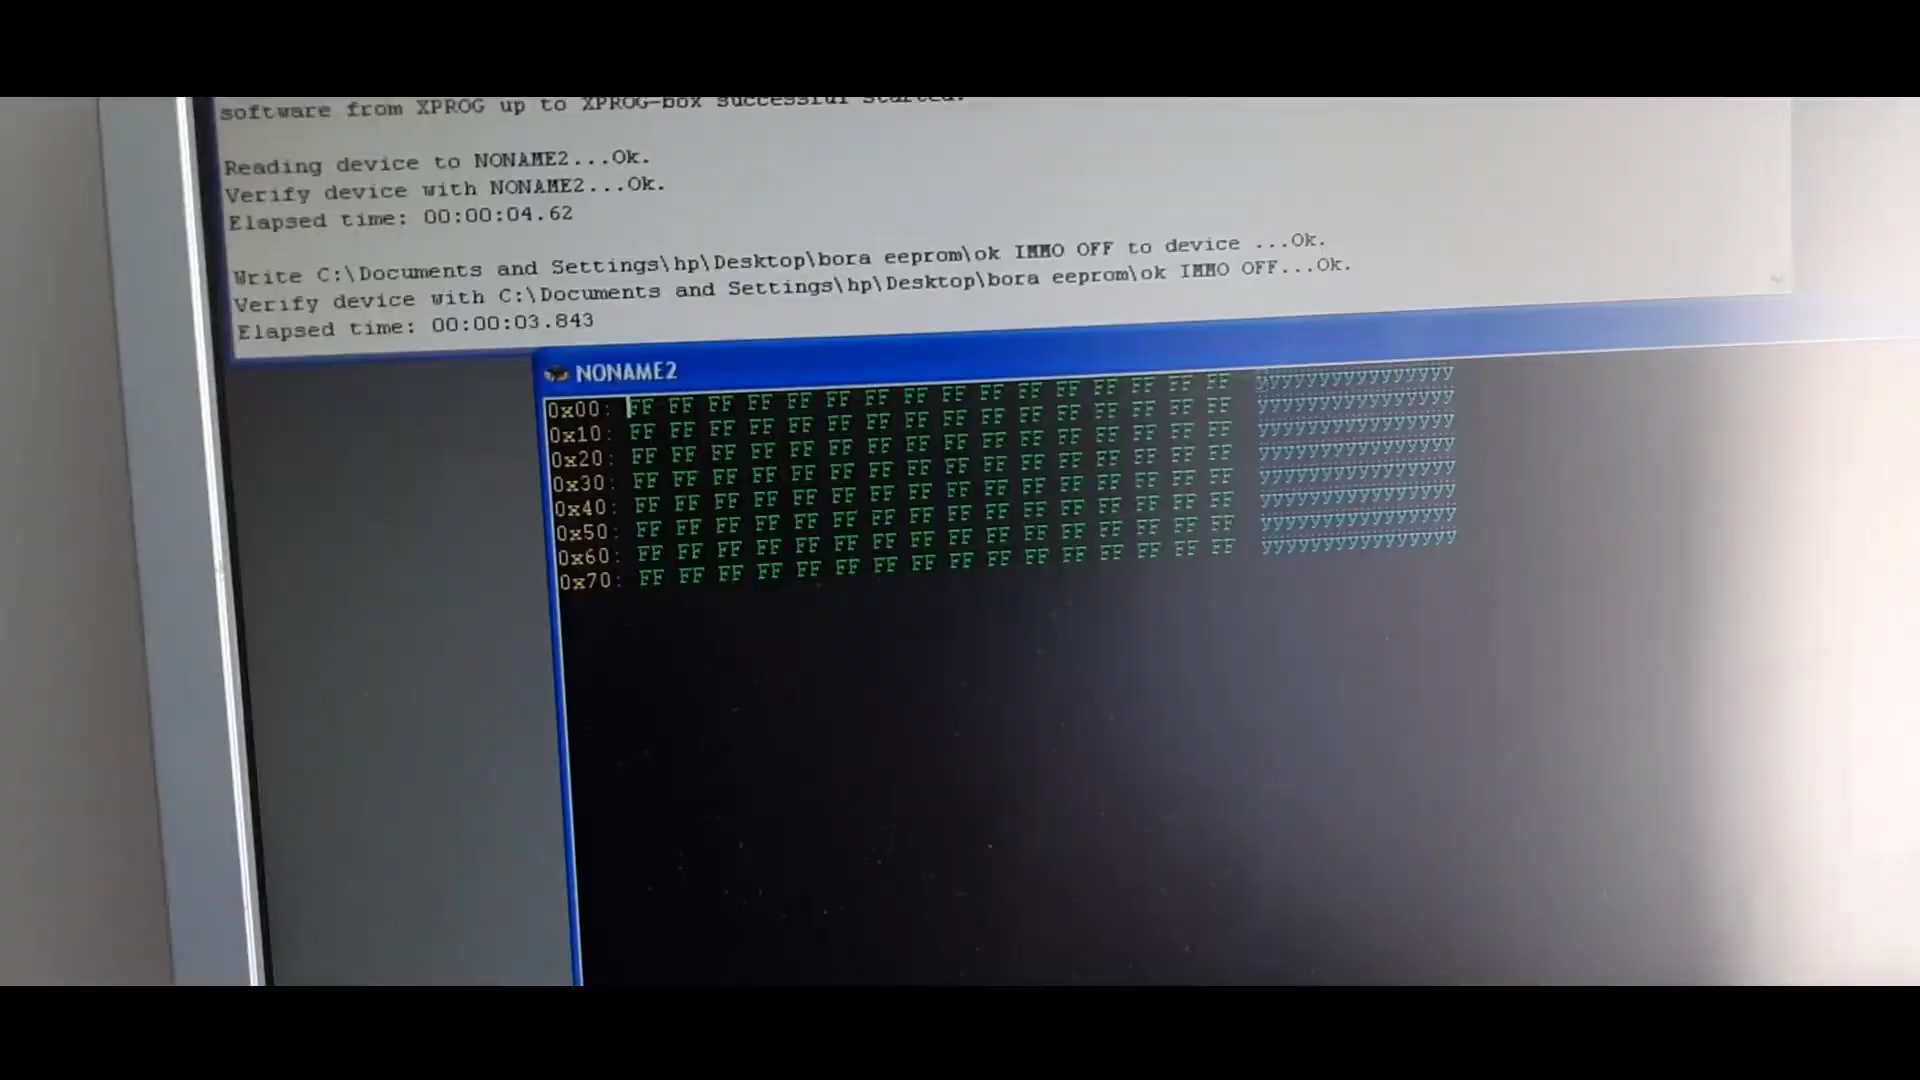 software from XPROG up to XPROG-box successful started.
Reading device to NONAME2...Ok.
Verify device with NONAME2...Ok.
Elapsed time: 00:00:04.62
Write C:\Documents and Settings\hp\Desktop\bora eeprom\ok IMMO OFF to device ...Ok.
Verify device with C:\Documents and Settings\hp\Desktop\bora eeprom\ok IMMO OFF...Ok.
Elapsed time: 00:00:03.843
NONAME2
0x00: FF FF FF FF FF FF FF FF FF FF FF FF FF FF FF FF ÿÿÿÿÿÿÿÿÿÿÿÿÿÿÿÿ
0x10: FF FF FF FF FF FF FF FF FF FF FF FF FF FF FF FF ÿÿÿÿÿÿÿÿÿÿÿÿÿÿÿÿ
0x20: FF FF FF FF FF FF FF FF FF FF FF FF FF FF FF FF ÿÿÿÿÿÿÿÿÿÿÿÿÿÿÿÿ
0x30: FF FF FF FF FF FF FF FF FF FF FF FF FF FF FF FF ÿÿÿÿÿÿÿÿÿÿÿÿÿÿÿÿ
0x40: FF FF FF FF FF FF FF FF FF FF FF FF FF FF FF FF ÿÿÿÿÿÿÿÿÿÿÿÿÿÿÿÿ
0x50: FF FF FF FF FF FF FF FF FF FF FF FF FF FF FF FF ÿÿÿÿÿÿÿÿÿÿÿÿÿÿÿÿ
0x60: FF FF FF FF FF FF FF FF FF FF FF FF FF FF FF FF ÿÿÿÿÿÿÿÿÿÿÿÿÿÿÿÿ
0x70: FF FF FF FF FF FF FF FF FF FF FF FF FF FF FF FF ÿÿÿÿÿÿÿÿÿÿÿÿÿÿÿÿ